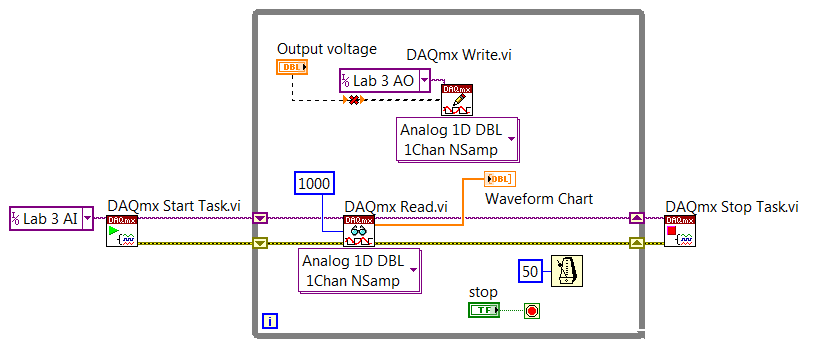 Output voltage
DBL
DAQmx Write.vi
I/O Lab 3 AO
DAQmx
Analog 1D DBL
1Chan NSamp
1000
DBL
Waveform Chart
I/O Lab 3 AI
DAQmx Start Task.vi
DAQmx
DAQmx Read.vi
DAQmx
DAQmx Stop Task.vi
DAQmx
Analog 1D DBL
1Chan NSamp
50
stop
TF
i